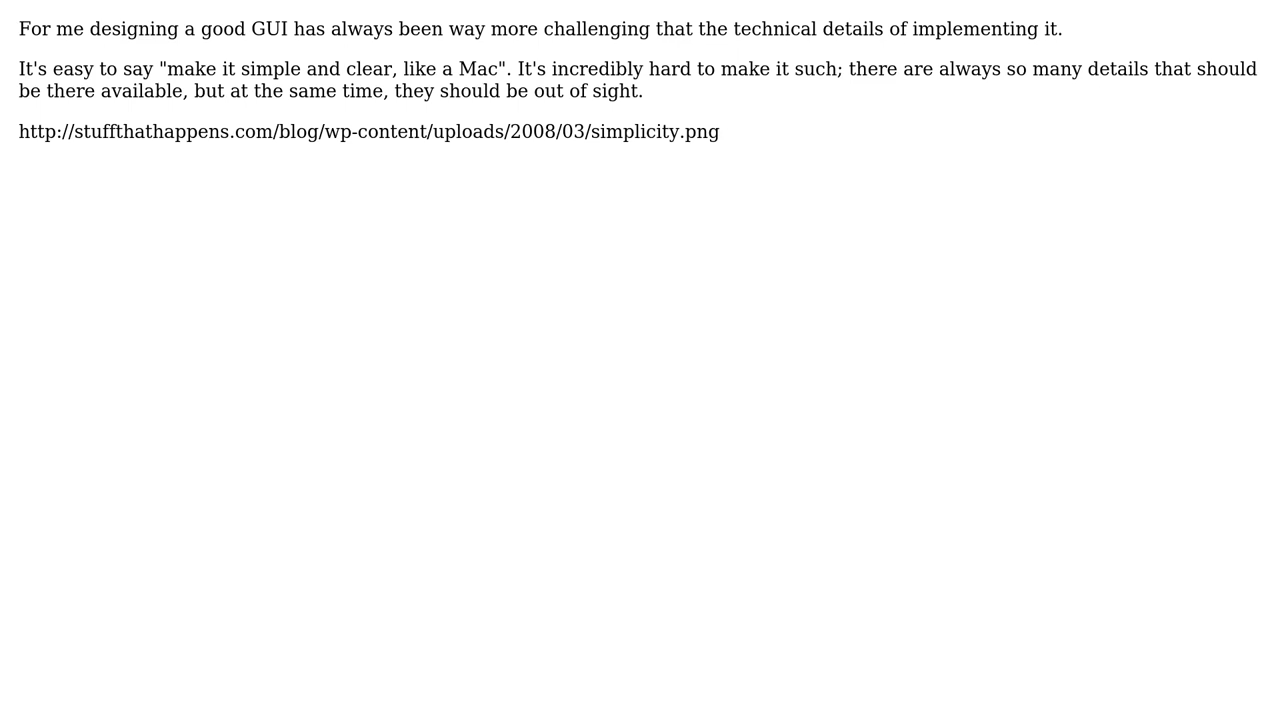 For me designing a good GUI has always been way more challenging that the technical details of implementing it.
It's easy to say "make it simple and clear, like a Mac". It's incredibly hard to make it such; there are always so many details that should
be there available, but at the same time, they should be out of sight.
http://stuffthathappens.com/blog/wp-content/uploads/2008/03/simplicity.png